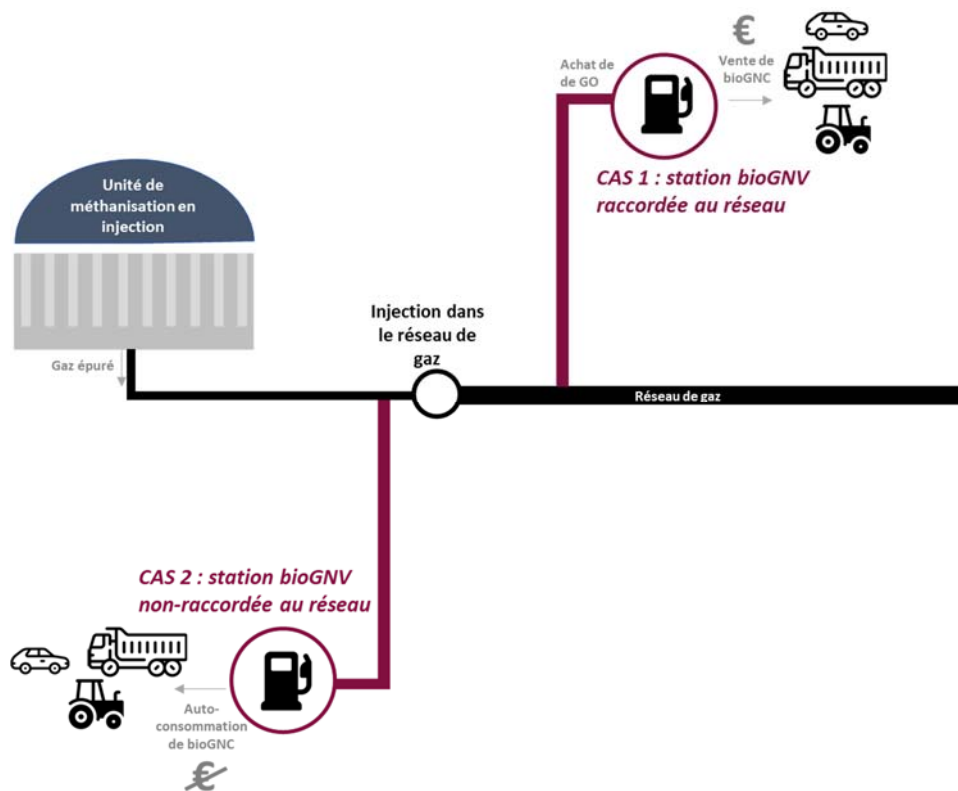 €
Achat de
de GO
Vente de
bioGNC
CAS 1 : station bioGNV
raccordée au réseau
Unité de
méthanisation en
injection
Injection dans
le réseau de
gaz
Gaz épuré
Réseau de gaz
CAS 2 : station bioGNV
non-raccordée au réseau
Auto-
consommation
de bioGNC
€